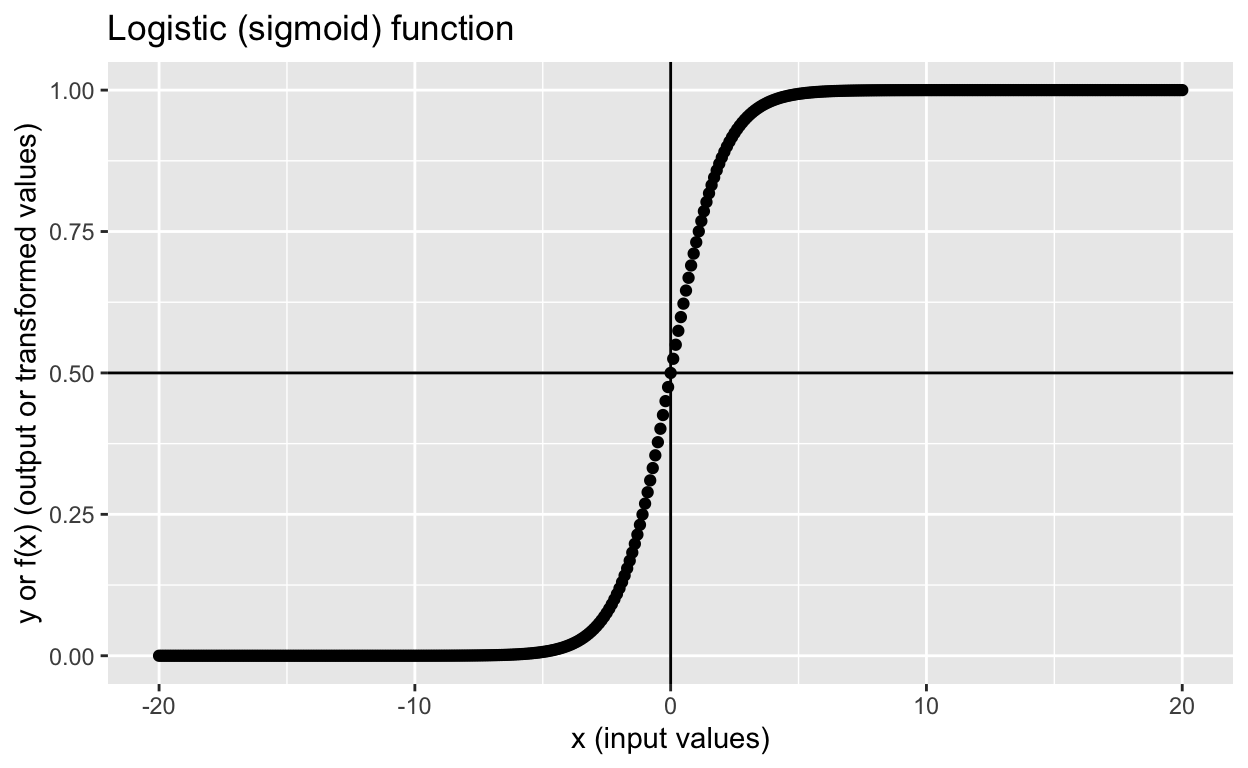 Logistic (sigmoid) function
y or f(x) (output or transformed values)
1.00
0.75
0.50
0.25
0.00
-20 -10 0 10 20
x (input values)